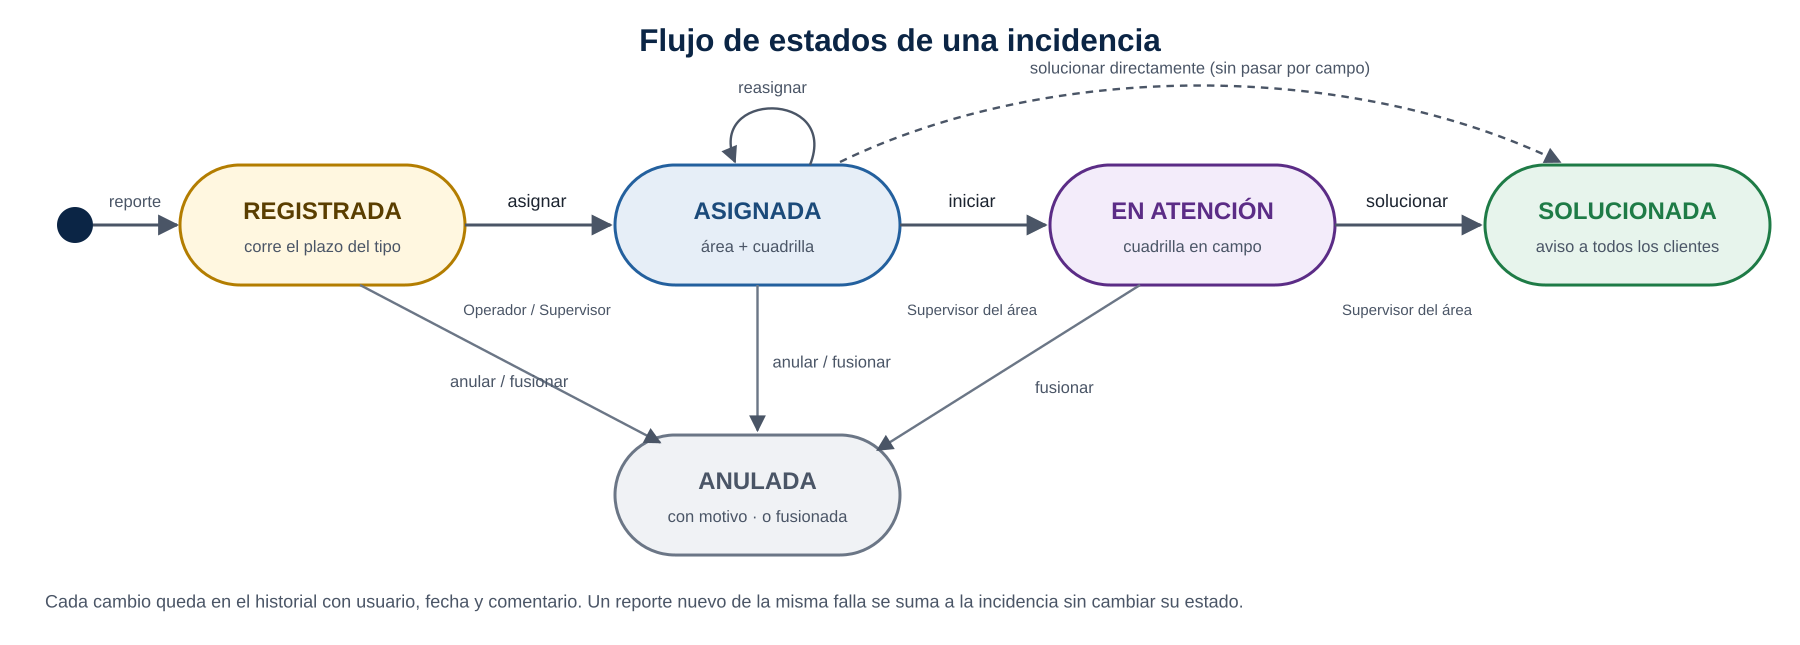 Flujo de estados de una incidencia
solucionar directamente (sin pasar por campo)
reasignar
reporte
REGISTRADA
corre el plazo del tipo
asignar
ASIGNADA
área + cuadrilla
iniciar
EN ATENCIÓN
cuadrilla en campo
solucionar
SOLUCIONADA
aviso a todos los clientes
Operador / Supervisor
Supervisor del área
Supervisor del área
anular / fusionar
anular / fusionar
fusionar
ANULADA
con motivo · o fusionada
Cada cambio queda en el historial con usuario, fecha y comentario. Un reporte nuevo de la misma falla se suma a la incidencia sin cambiar su estado.